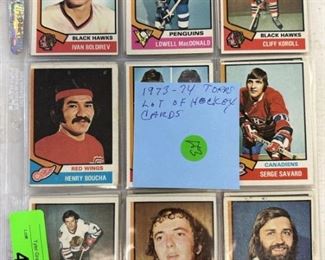 BLACK HAWKS
IVAN BOLDIREV
PENGUINS
LOWELL MacDONALD
BLACK HAWKS
CLIFF KOROLL
1973-74 TOPPS
LOT OF HOCKEY
CARDS
RED WINGS
HENRY BOUCHA
CANADIENS
SERGE SAVARD